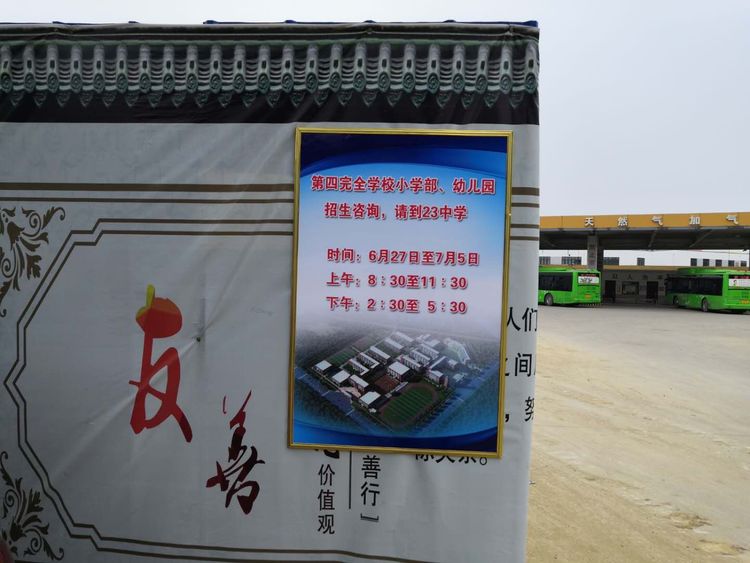 第四完全学校小学部、幼儿园
招生咨询，请到23中学
时间：6月27日至7月5日
上午：8：30至11：30
下午：2：30至 5：30
天然气加气
友善
价值观
善行』
人们
之间
，努
。